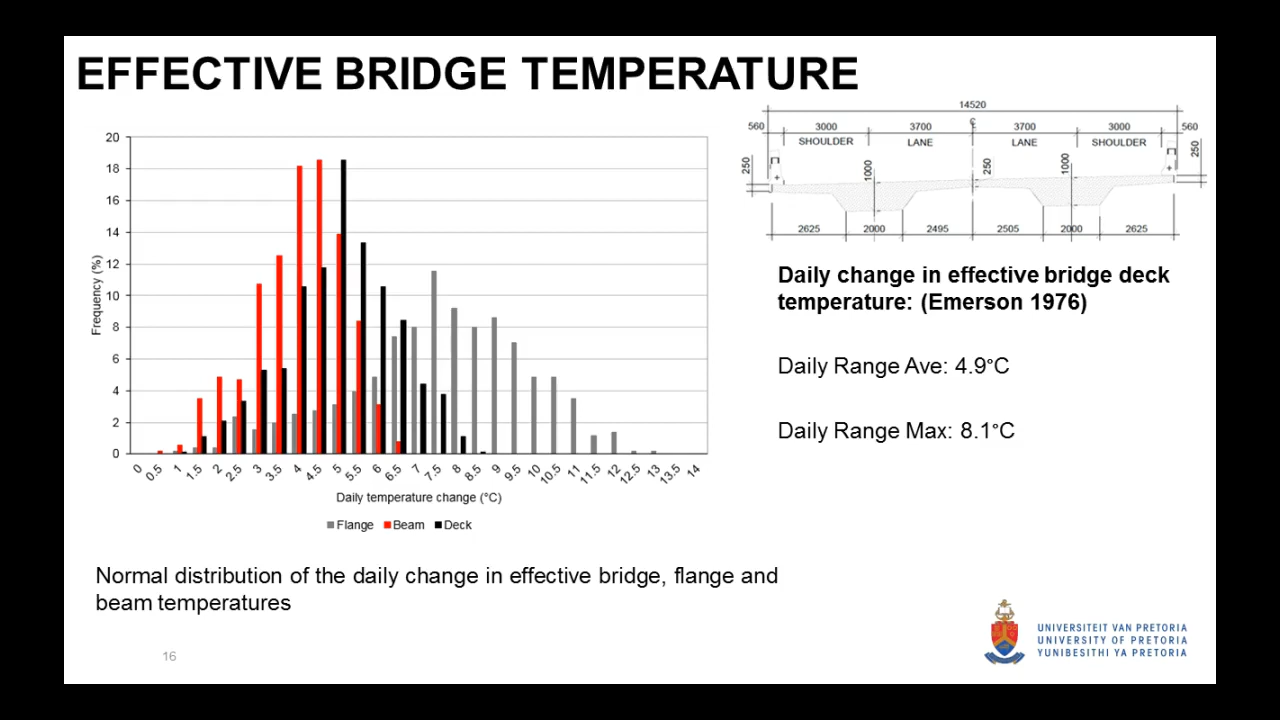 EFFECTIVE BRIDGE TEMPERATURE
14520
560 3000 3700 ℄ 3700 3000 560
SHOULDER LANE LANE SHOULDER
250 1000 250 1000 250
2625 2000 2495 2505 2000 2625
20
18
16
14
12
10
8
6
4
2
0
Frequency (%)
0 0.5 1 1.5 2 2.5 3 3.5 4 4.5 5 5.5 6 6.5 7 7.5 8 8.5 9 9.5 10 10.5 11 11.5 12 12.5 13 13.5 14
Daily temperature change (°C)
Flange Beam Deck
Daily change in effective bridge deck
temperature: (Emerson 1976)
Daily Range Ave: 4.9°C
Daily Range Max: 8.1°C
Normal distribution of the daily change in effective bridge, flange and
beam temperatures
16
UNIVERSITEIT VAN PRETORIA
UNIVERSITY OF PRETORIA
YUNIBESITHI YA PRETORIA